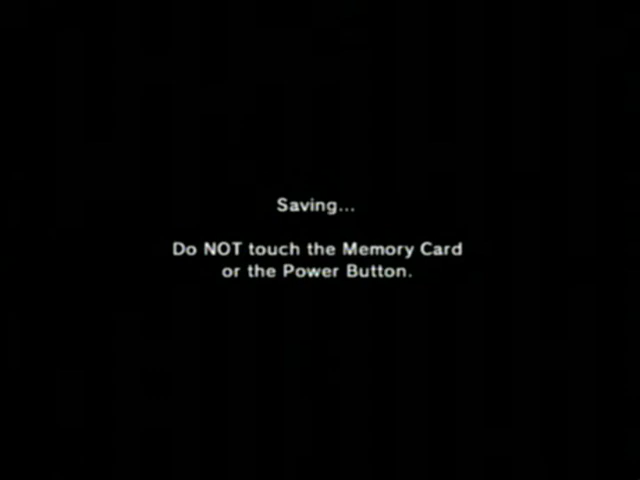 Saving...
Do NOT touch the Memory Card
or the Power Button.